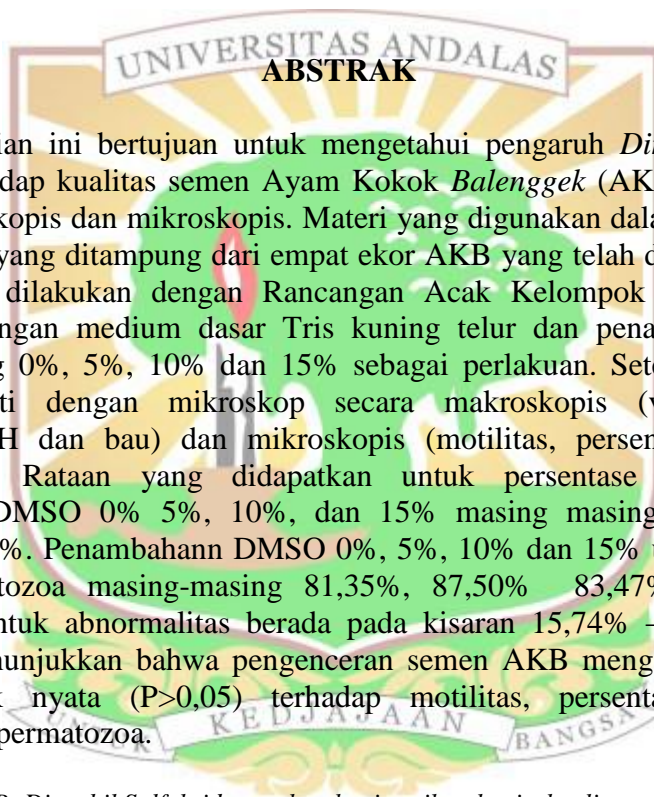 UNIVERSITAS ANDALAS
ABSTRAK
ian ini bertujuan untuk mengetahui pengaruh Di
dap kualitas semen Ayam Kokok Balenggek (AK
kopis dan mikroskopis. Materi yang digunakan dala
yang ditampung dari empat ekor AKB yang telah d
dilakukan dengan Rancangan Acak Kelompok
ngan medium dasar Tris kuning telur dan pena
g 0%, 5%, 10% dan 15% sebagai perlakuan. Sete
ti dengan mikroskop secara makroskopis (v
H dan bau) dan mikroskopis (motilitas, persen
Rataan yang didapatkan untuk persentase
DMSO 0% 5%, 10%, dan 15% masing masing
%. Penambahann DMSO 0%, 5%, 10% dan 15% u
tozoa masing-masing 81,35%, 87,50% 83,47%
ntuk abnormalitas berada pada kisaran 15,74% –
nunjukkan bahwa pengenceran semen AKB meng
k nyata (P>0,05) terhadap motilitas, persenta
permatozoa.
UNTUK KEDJAJAAN BANGSA